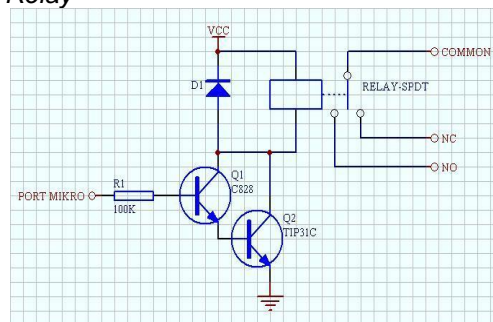 Relay
VCC
COMMON
D1
RELAY-SPDT
NC
Q1
C828
NO
R1
PORT MIKRO
100K
Q2
TIP31C